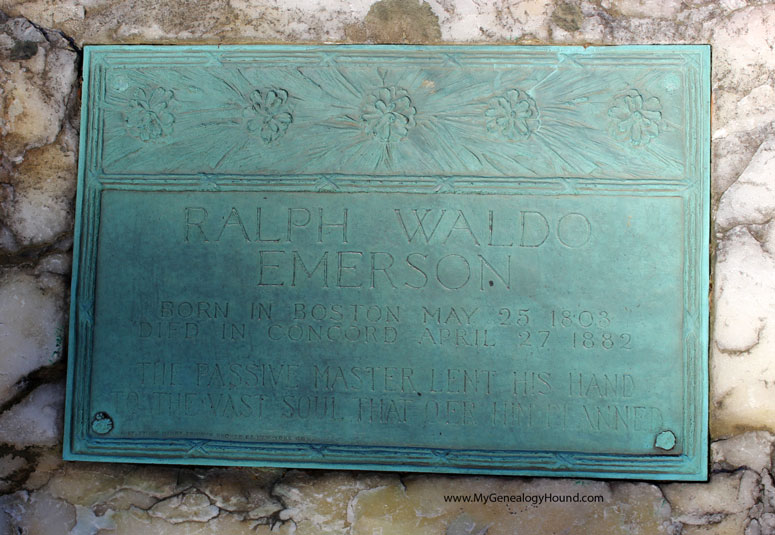 RALPH WALDO
EMERSON
BORN IN BOSTON MAY 25 1803
DIED IN CONCORD APRIL 27 1882
THE PASSIVE MASTER LENT HIS HAND
TO THE VAST SOUL THAT O'ER HIM PLANNED
www.MyGenealogyHound.com